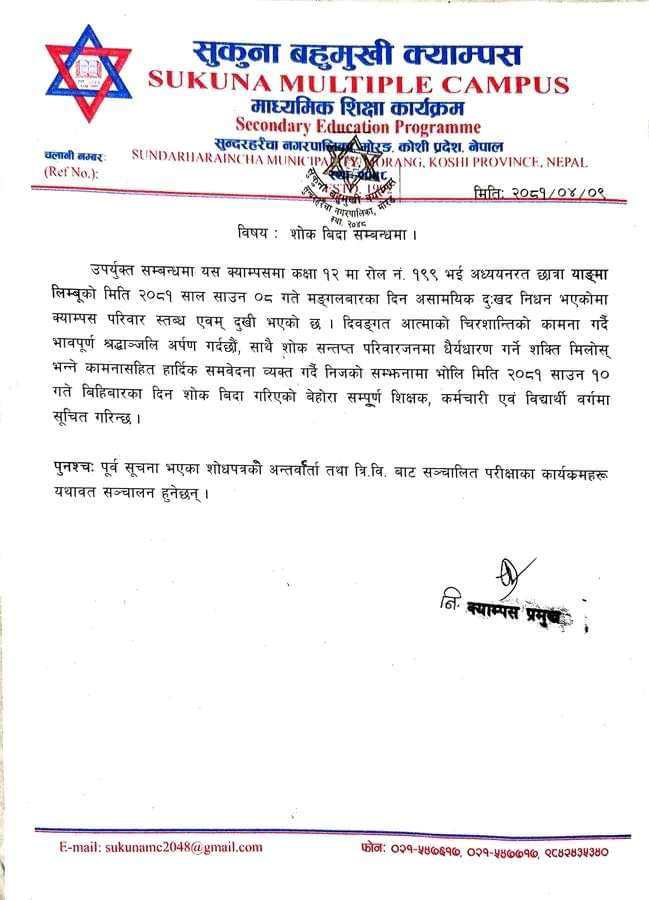 सुकुना बहुमुखी क्याम्पस
SUKUNA MULTIPLE CAMPUS
माध्यमिक शिक्षा कार्यक्रम
Secondary Education Programme
सुन्दरहरैंचा नगरपालिका, मोरङ, कोशी प्रदेश, नेपाल
चलानी नम्बर:
SUNDARHARAINCHA MUNICIPALITY, MORANG, KOSHI PROVINCE, NEPAL
(Ref No.):
मिति: २०८१/०४/०९
सुकुना बहुमुखी क्याम्पस
सुन्दरहरैंचा नगरपालिका, मोरङ
स्था. २०४८
विषय : शोक बिदा सम्बन्धमा ।
उपर्युक्त सम्बन्धमा यस क्याम्पसमा कक्षा १२ मा रोल नं. १९९ भई अध्ययनरत छात्रा याङ्मा
लिम्बूको मिति २०८१ साल साउन ०८ गते मङ्गलबारका दिन असामयिक दुःखद निधन भएकोमा
क्याम्पस परिवार स्तब्ध एवम् दुखी भएको छ । दिवङ्गत आत्माको चिरशान्तिको कामना गर्दै
भावपूर्ण श्रद्धाञ्जलि अर्पण गर्दछौं, साथै शोक सन्तप्त परिवारजनमा धैर्यधारण गर्ने शक्ति मिलोस्
भन्ने कामनासहित हार्दिक समवेदना व्यक्त गर्दै निजको सम्झनामा भोलि मिति २०८१ साउन १०
गते बिहिबारका दिन शोक बिदा गरिएको बेहोरा सम्पूर्ण शिक्षक, कर्मचारी एवं विद्यार्थी वर्गमा
सूचित गरिन्छ ।
पुनश्चः पूर्व सूचना भएका शोधपत्रको अन्तर्वार्ता तथा त्रि.वि. बाट सञ्चालित परीक्षाका कार्यक्रमहरू
यथावत सञ्चालन हुनेछन् ।
नि. क्याम्पस प्रमुख
E-mail: sukunamc2048@gmail.com
फोन: ०२१-५४७६१७, ०२१-५४७७१७, ९८४२४३५३४०